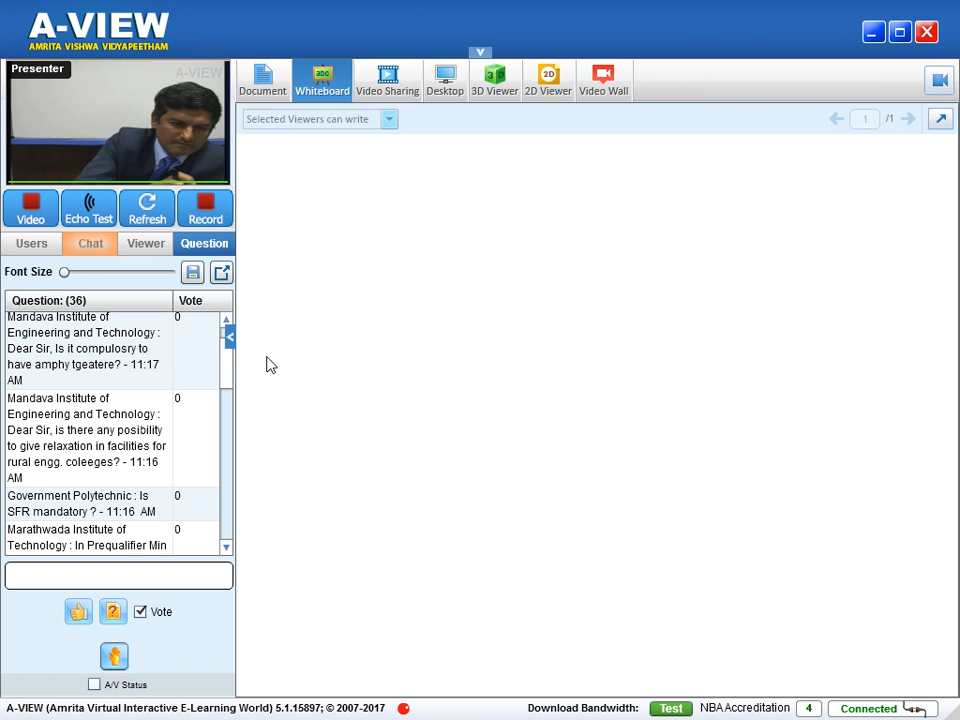 A-VIEW
AMRITA VISHWA VIDYAPEETHAM
Presenter
A-VIEW
Document
Whiteboard
abc
Video Sharing
Desktop
3D Viewer
3D
2D Viewer
2D
Video Wall
Selected Viewers can write
1 /1
Video
Echo Test
Refresh
Record
Users
Chat
Viewer
Question
Font Size
Question: (36) Vote
Mandava Institute of 0
Engineering and Technology :
Dear Sir, Is it compulosry to
have amphy tgeatere? - 11:17
AM
Mandava Institute of 0
Engineering and Technology :
Dear Sir, is there any posibility
to give relaxation in facilities for
rural engg. coleeges? - 11:16
AM
Government Polytechnic : Is 0
SFR mandatory ? - 11:16 AM
Marathwada Institute of 0
Technology : In Prequalifier Min
Vote
A/V Status
A-VIEW (Amrita Virtual Interactive E-Learning World) 5.1.15897; © 2007-2017
Download Bandwidth: Test NBA Accreditation 4 Connected